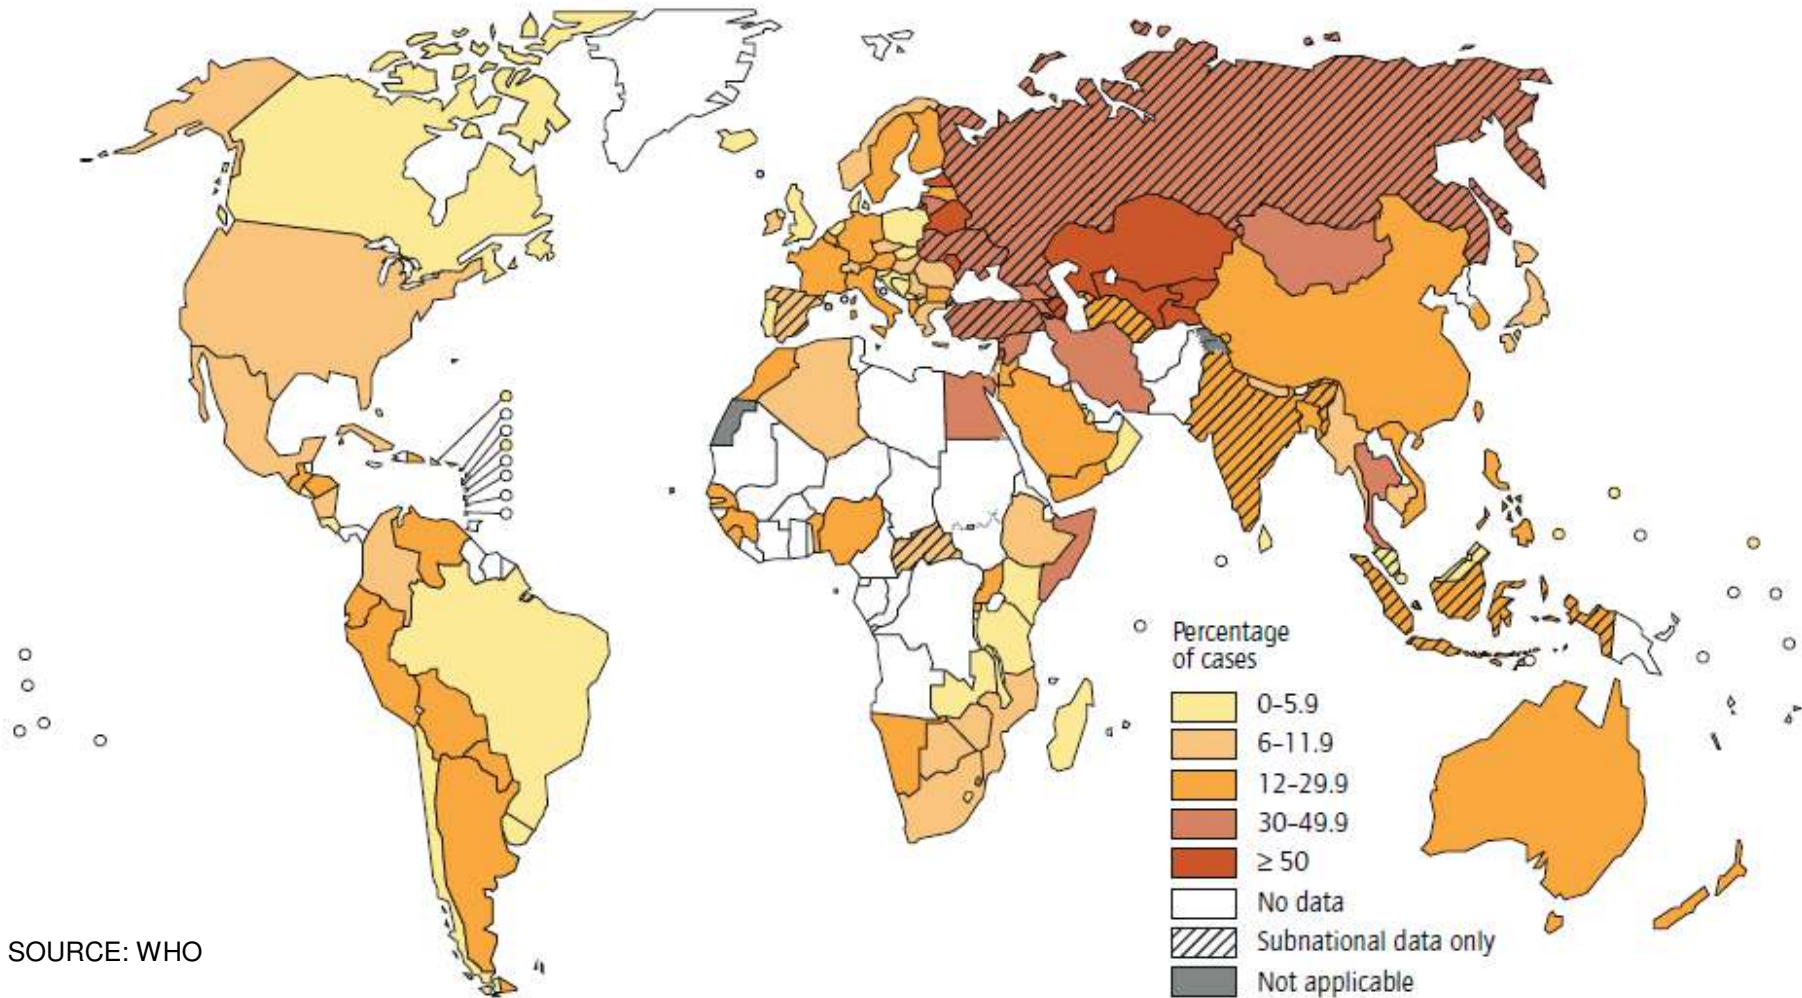 Percentage
of cases
0–5.9
6–11.9
12–29.9
30–49.9
≥ 50
No data
Subnational data only
Not applicable
SOURCE: WHO